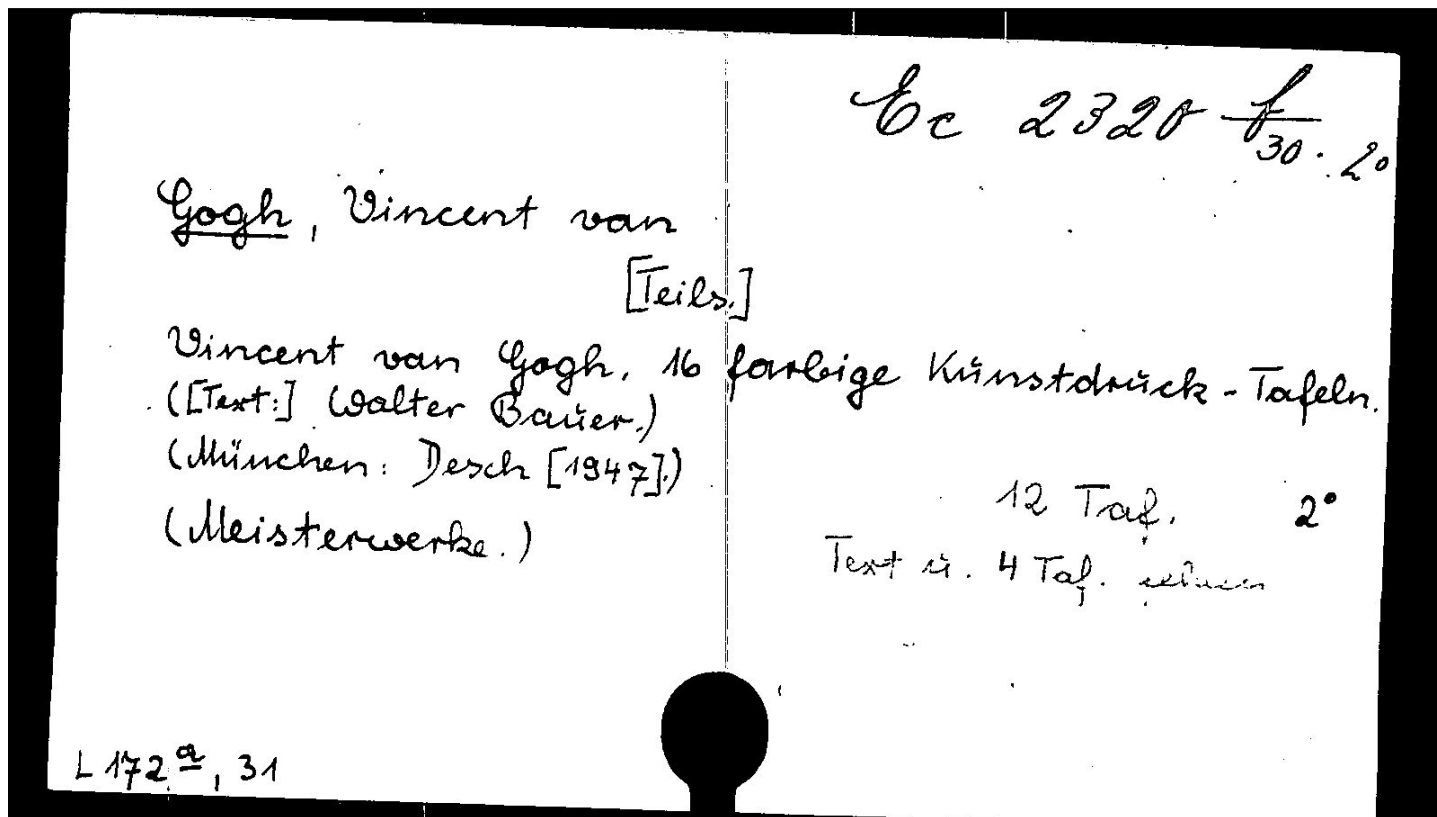 Ec 2320 f/30. 2°
Gogh, Vincent van
[Teils.]
Vincent van Gogh. 16 farbige Kunstdruck-Tafeln.
([Text:] Walter Bauer.)
(München: Desch [1947].)
(Meisterwerke.)
12 Taf. 2°
Text u. 4 Taf.
L 172 a, 31